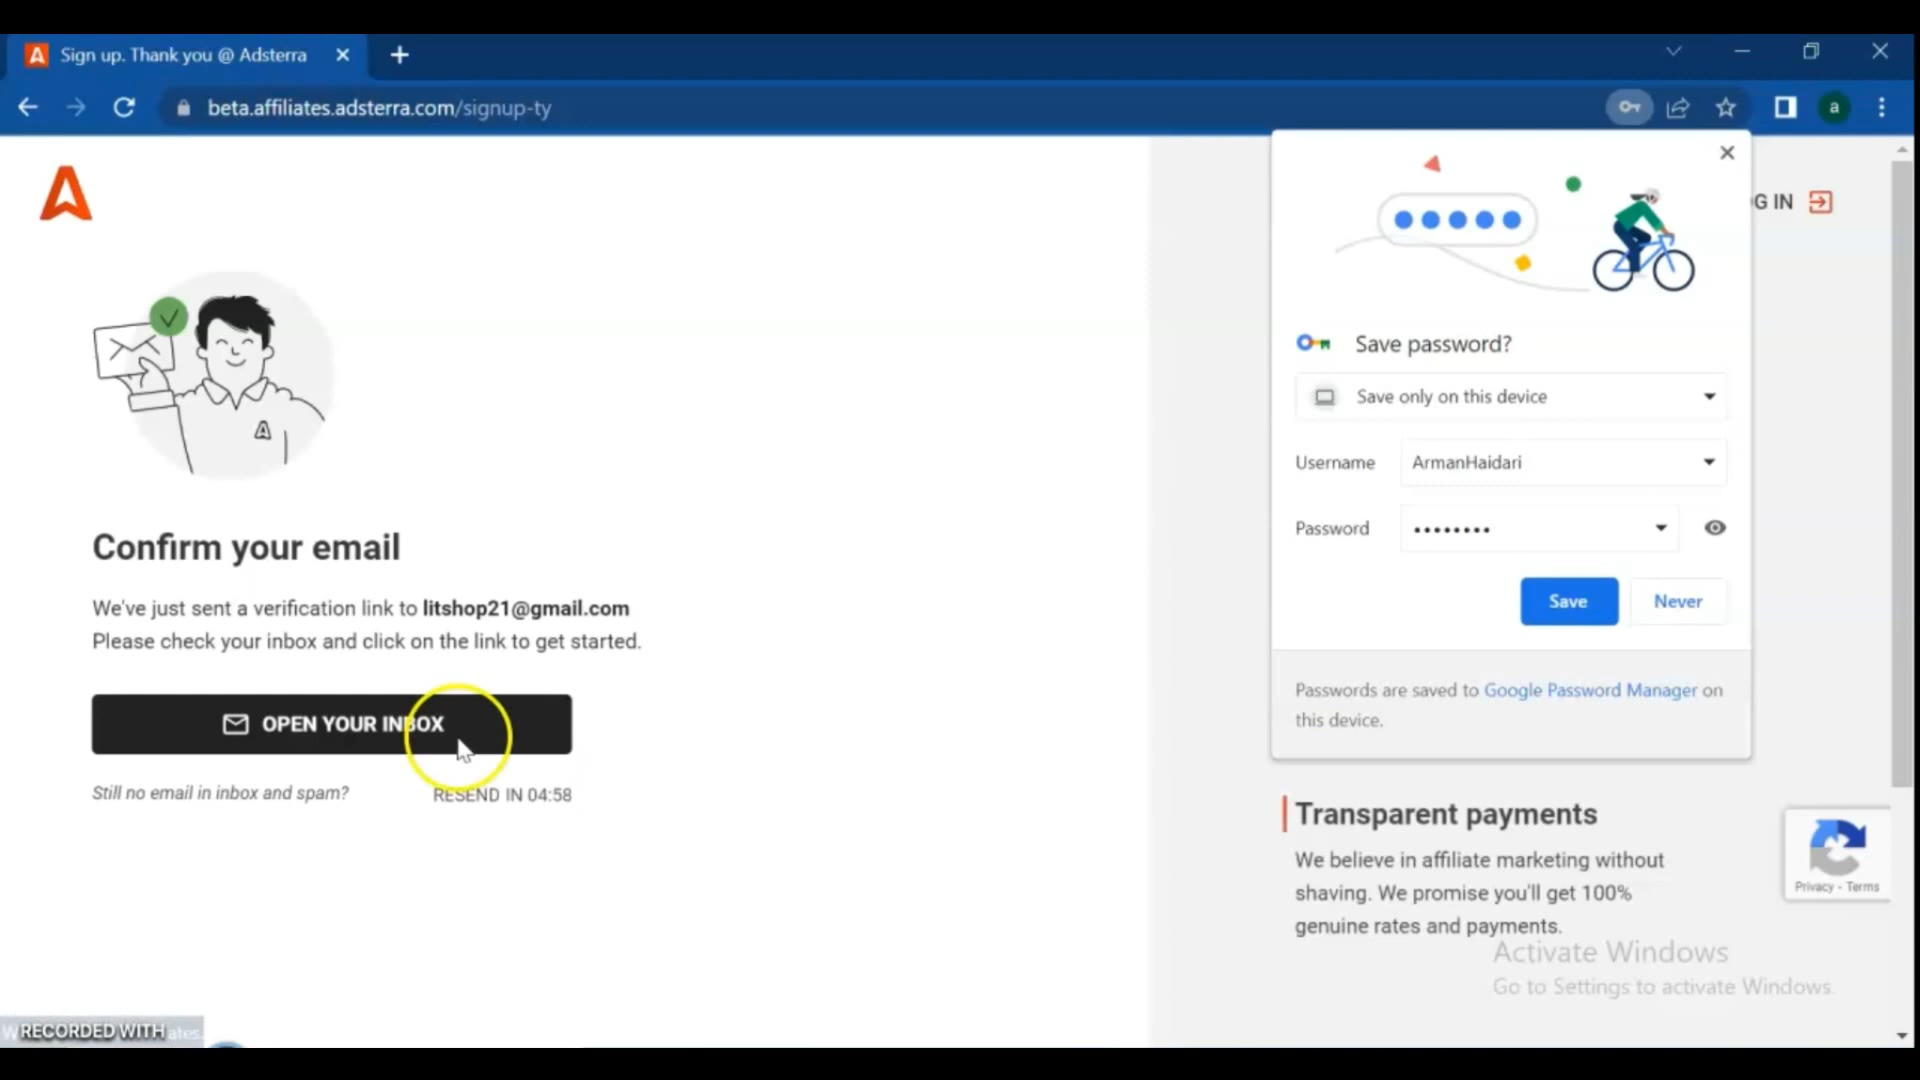 Sign up. Thank you @ Adsterra
beta.affiliates.adsterra.com/signup-ty
a
G IN
Confirm your email
We've just sent a verification link to litshop21@gmail.com
Please check your inbox and click on the link to get started.
OPEN YOUR INBOX
Still no email in inbox and spam?
RESEND IN 04:58
Save password?
Save only on this device
Username
ArmanHaidari
Password
Save
Never
Passwords are saved to Google Password Manager on
this device.
Transparent payments
We believe in affiliate marketing without
shaving. We promise you'll get 100%
genuine rates and payments.
Privacy - Terms
Activate Windows
Go to Settings to activate Windows.
RECORDED WITH